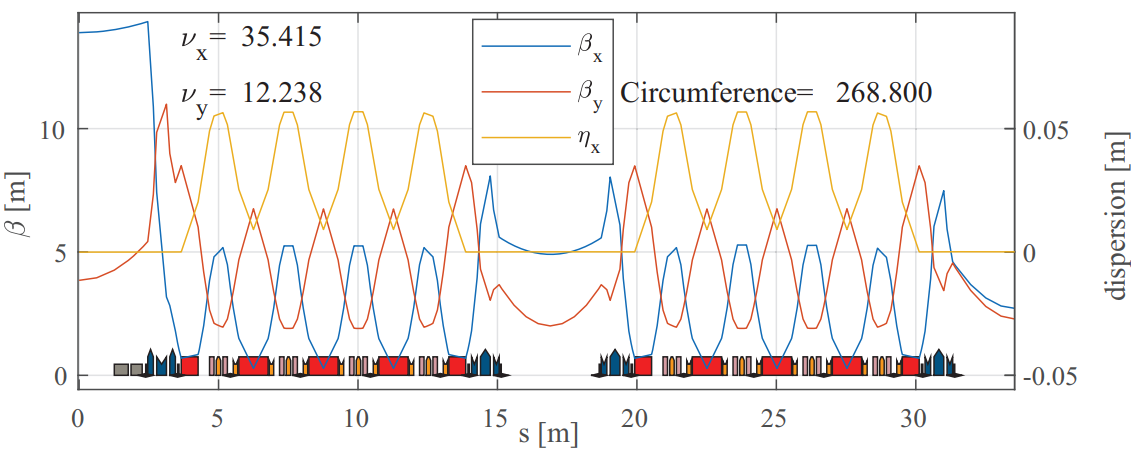 νx= 35.415
νy= 12.238
βx
βy
ηx
Circumference= 268.800
10
5
0
β [m]
0.05
0
-0.05
dispersion [m]
0 5 10 15 20 25 30
s [m]